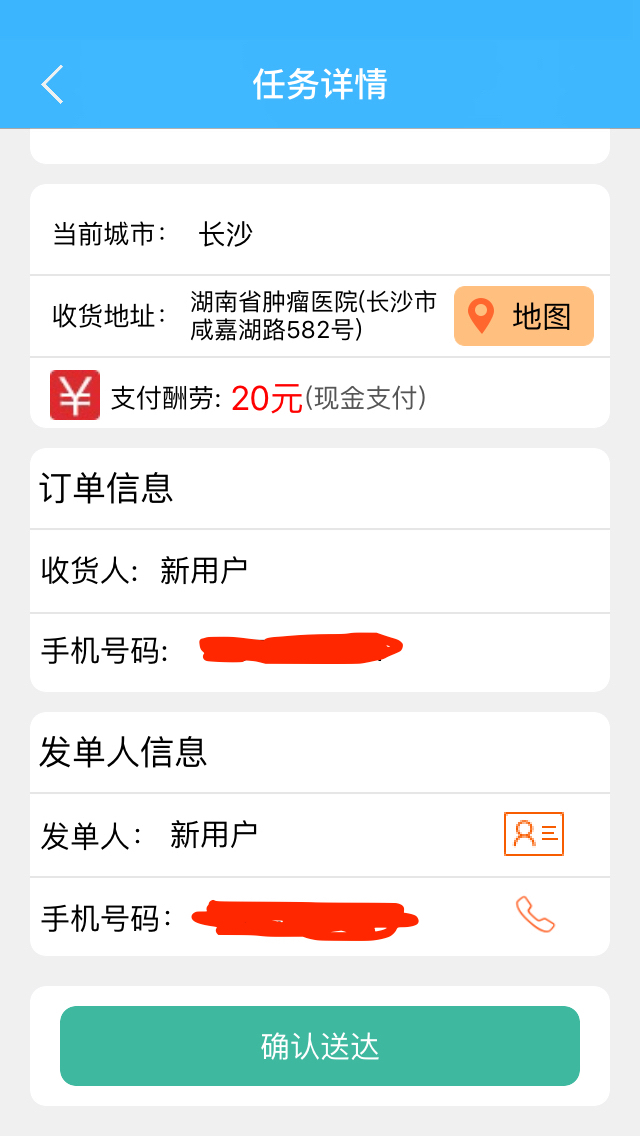 任务详情
当前城市： 长沙
收货地址： 湖南省肿瘤医院(长沙市
咸嘉湖路582号)
地图
¥ 支付酬劳: 20元(现金支付)
订单信息
收货人: 新用户
手机号码:
发单人信息
发单人： 新用户
手机号码：
确认送达